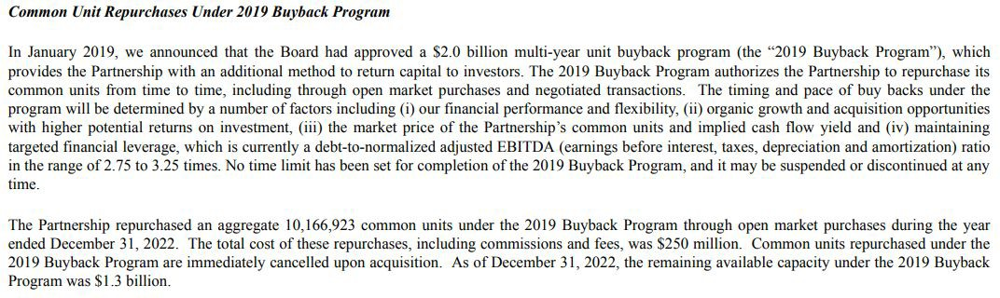 Common Unit Repurchases Under 2019 Buyback Program
In January 2019, we announced that the Board had approved a $2.0 billion multi-year unit buyback program (the “2019 Buyback Program”), which
provides the Partnership with an additional method to return capital to investors. The 2019 Buyback Program authorizes the Partnership to repurchase its
common units from time to time, including through open market purchases and negotiated transactions. The timing and pace of buy backs under the
program will be determined by a number of factors including (i) our financial performance and flexibility, (ii) organic growth and acquisition opportunities
with higher potential returns on investment, (iii) the market price of the Partnership’s common units and implied cash flow yield and (iv) maintaining
targeted financial leverage, which is currently a debt-to-normalized adjusted EBITDA (earnings before interest, taxes, depreciation and amortization) ratio
in the range of 2.75 to 3.25 times. No time limit has been set for completion of the 2019 Buyback Program, and it may be suspended or discontinued at any
time.
The Partnership repurchased an aggregate 10,166,923 common units under the 2019 Buyback Program through open market purchases during the year
ended December 31, 2022. The total cost of these repurchases, including commissions and fees, was $250 million. Common units repurchased under the
2019 Buyback Program are immediately cancelled upon acquisition. As of December 31, 2022, the remaining available capacity under the 2019 Buyback
Program was $1.3 billion.